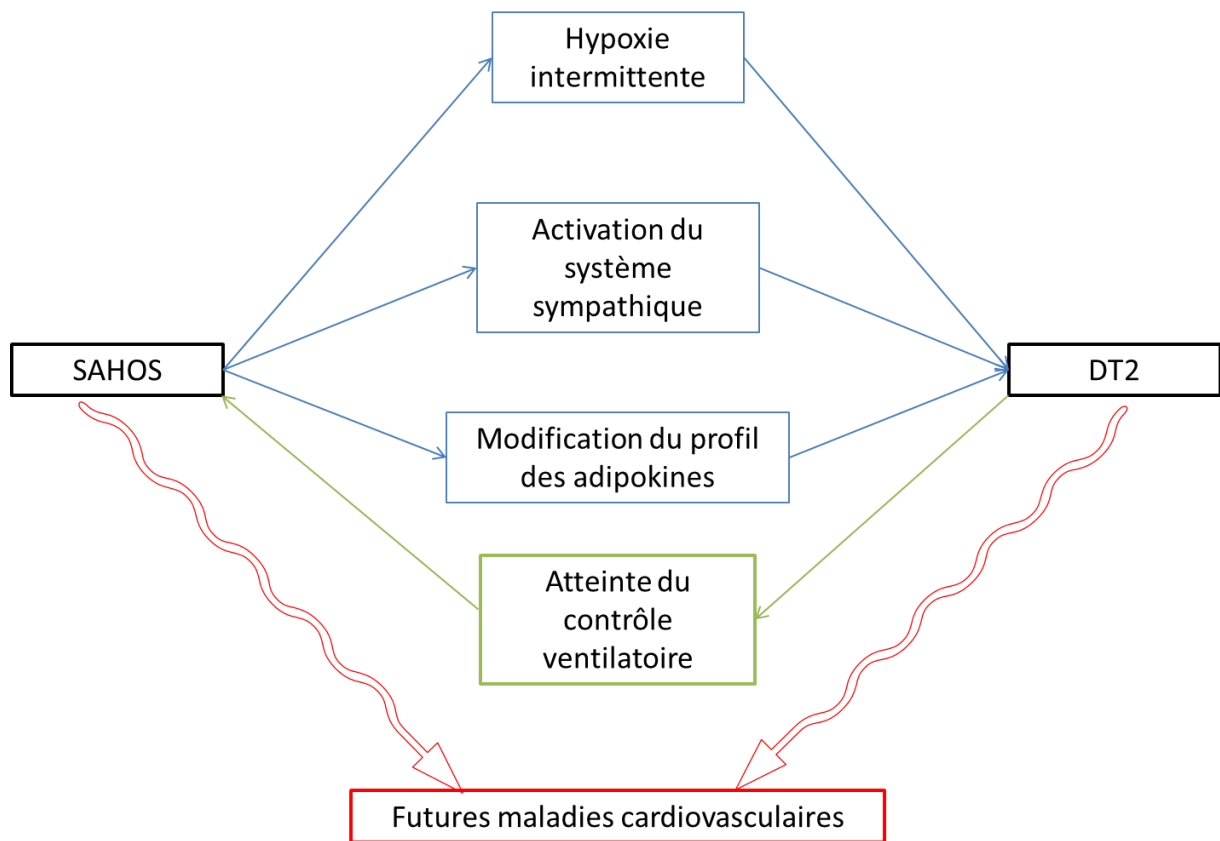 Hypoxie
intermittente
Activation du
système
sympathique
SAHOS
DT2
Modification du profil
des adipokines
Atteinte du
contrôle
ventilatoire
Futures maladies cardiovasculaires